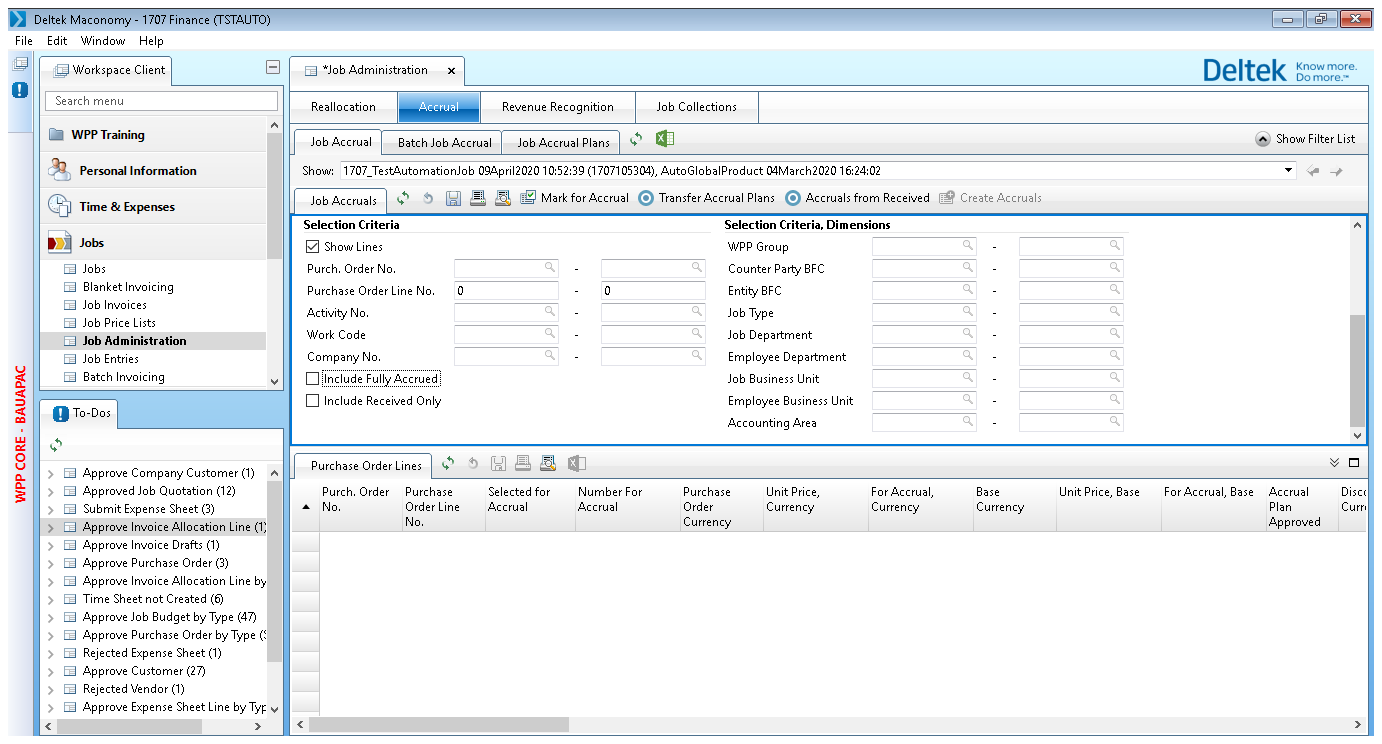 Deltek Maconomy - 1707 Finance (TSTAUTO)
File Edit Window Help
WPP CORE - BAUAPAC
Workspace Client
Search menu
WPP Training
Personal Information
Time & Expenses
Jobs
Jobs
Blanket Invoicing
Job Invoices
Job Price Lists
Job Administration
Job Entries
Batch Invoicing
To-Dos
Approve Company Customer (1)
Approved Job Quotation (12)
Submit Expense Sheet (3)
Approve Invoice Allocation Line (1)
Approve Invoice Drafts (1)
Approve Purchase Order (3)
Approve Invoice Allocation Line by
Time Sheet not Created (6)
Approve Job Budget by Type (47)
Approve Purchase Order by Type (
Rejected Expense Sheet (1)
Approve Customer (27)
Rejected Vendor (1)
Approve Expense Sheet Line by Typ
*Job Administration
Deltek Know more.
Do more.™
Reallocation Accrual Revenue Recognition Job Collections
Job Accrual Batch Job Accrual Job Accrual Plans Show Filter List
Show: 1707_TestAutomationJob 09April2020 10:52:39 (1707105304), AutoGlobalProduct 04March2020 16:24:02
Job Accruals Mark for Accrual Transfer Accrual Plans Accruals from Received Create Accruals
Selection Criteria Selection Criteria, Dimensions
Show Lines WPP Group -
Purch. Order No. - Counter Party BFC -
Purchase Order Line No. 0 - 0 Entity BFC -
Activity No. - Job Type -
Work Code - Job Department -
Company No. - Employee Department -
Include Fully Accrued Job Business Unit -
Include Received Only Employee Business Unit -
Accounting Area -
Purchase Order Lines
Purch. Order No. Purchase Order Line No. Selected for Accrual Number For Accrual Purchase Order Currency Unit Price, Currency For Accrual, Currency Base Currency Unit Price, Base For Accrual, Base Accrual Plan Approved Disco Curre